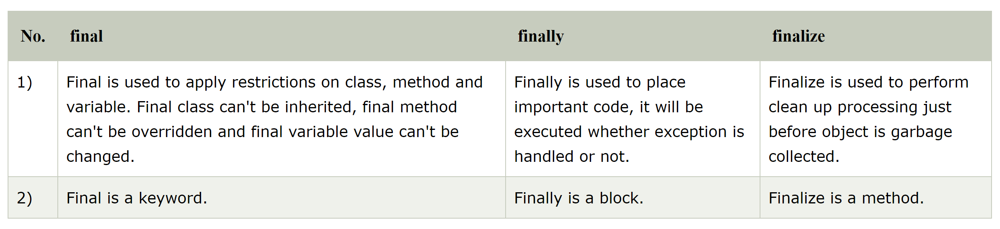 No. final finally finalize
1) Final is used to apply restrictions on class, method and
variable. Final class can't be inherited, final method
can't be overridden and final variable value can't be
changed.
Finally is used to place
important code, it will be
executed whether exception is
handled or not.
Finalize is used to perform
clean up processing just
before object is garbage
collected.
2) Final is a keyword. Finally is a block. Finalize is a method.